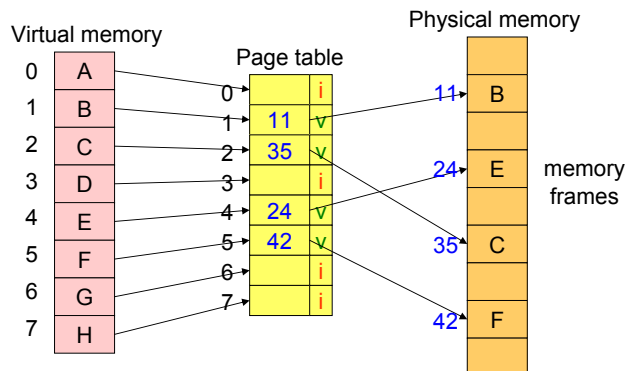 Virtual memory
0 A
1 B
2 C
3 D
4 E
5 F
6 G
7 H
Page table
0 i
1 11 v
2 35 v
3 i
4 24 v
5 42 v
6 i
7 i
Physical memory
11 B
24 E
35 C
42 F
memory
frames